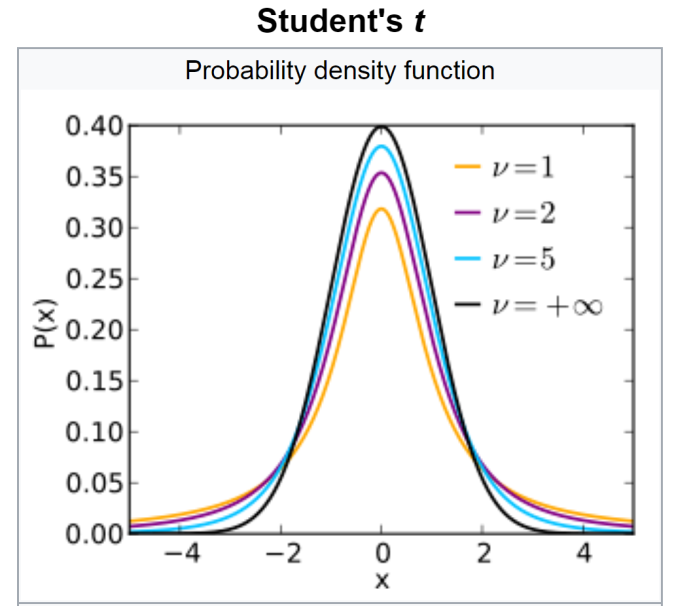 Student's t
Probability density function
0.40
0.35
0.30
0.25
0.20
0.15
0.10
0.05
0.00
P(x)
ν=1
ν=2
ν=5
ν=+∞
−4 −2 0 2 4
x